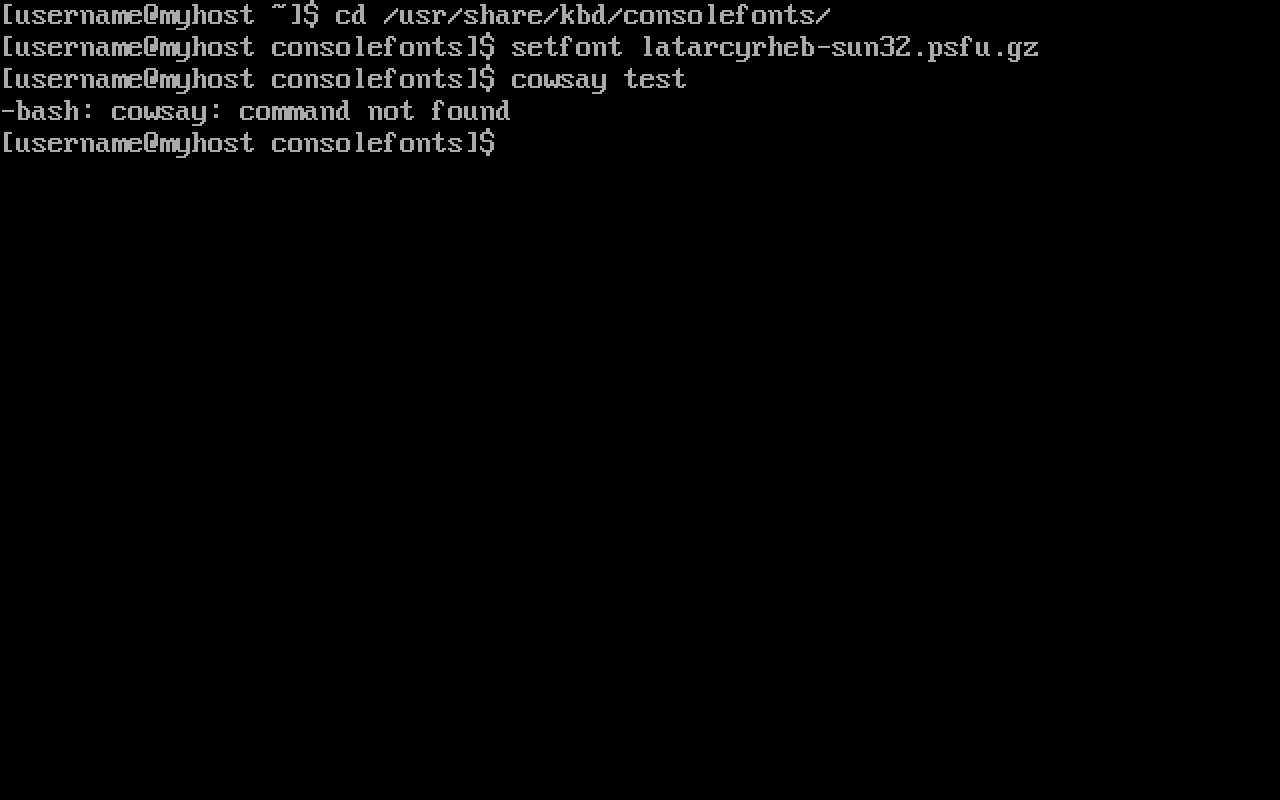 [username@myhost ~]$ cd /usr/share/kbd/consolefonts/
[username@myhost consolefonts]$ setfont latarcyrheb-sun32.psfu.gz
[username@myhost consolefonts]$ cowsay test
-bash: cowsay: command not found
[username@myhost consolefonts]$